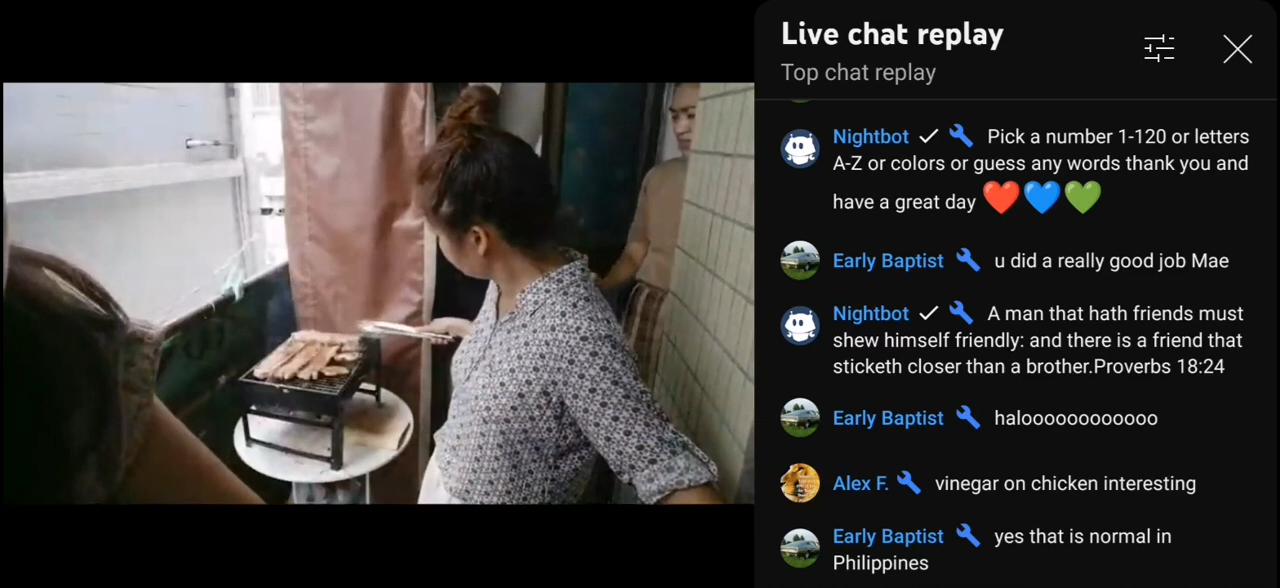 Live chat replay
Top chat replay
Nightbot Pick a number 1-120 or letters
A-Z or colors or guess any words thank you and
have a great day ❤️💙💚
Early Baptist u did a really good job Mae
Nightbot A man that hath friends must
shew himself friendly: and there is a friend that
sticketh closer than a brother.Proverbs 18:24
Early Baptist halooooooooooo
Alex F. vinegar on chicken interesting
Early Baptist yes that is normal in
Philippines